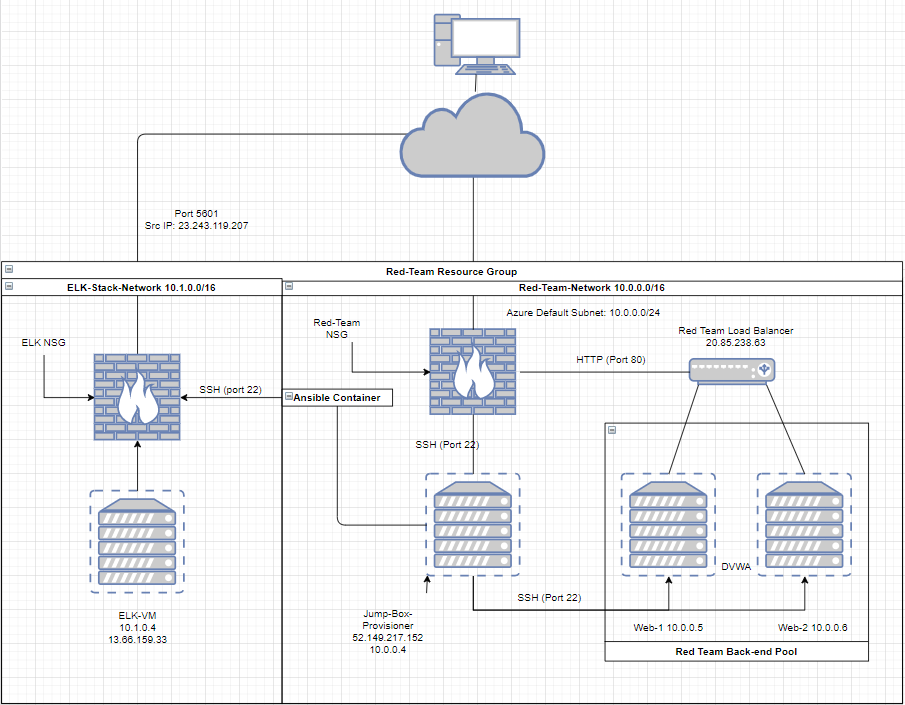 Port 5601
Src IP: 23.243.119.207
Red-Team Resource Group
ELK-Stack-Network 10.1.0.0/16
Red-Team-Network 10.0.0.0/16
Azure Default Subnet: 10.0.0.0/24
Red-Team
NSG
Red Team Load Balancer
20.85.238.63
ELK NSG
HTTP (Port 80)
SSH (port 22)
Ansible Container
SSH (Port 22)
DVWA
SSH (Port 22)
ELK-VM
10.1.0.4
13.66.159.33
Jump-Box-
Provisioner
52.149.217.152
10.0.0.4
Web-1 10.0.0.5
Web-2 10.0.0.6
Red Team Back-end Pool